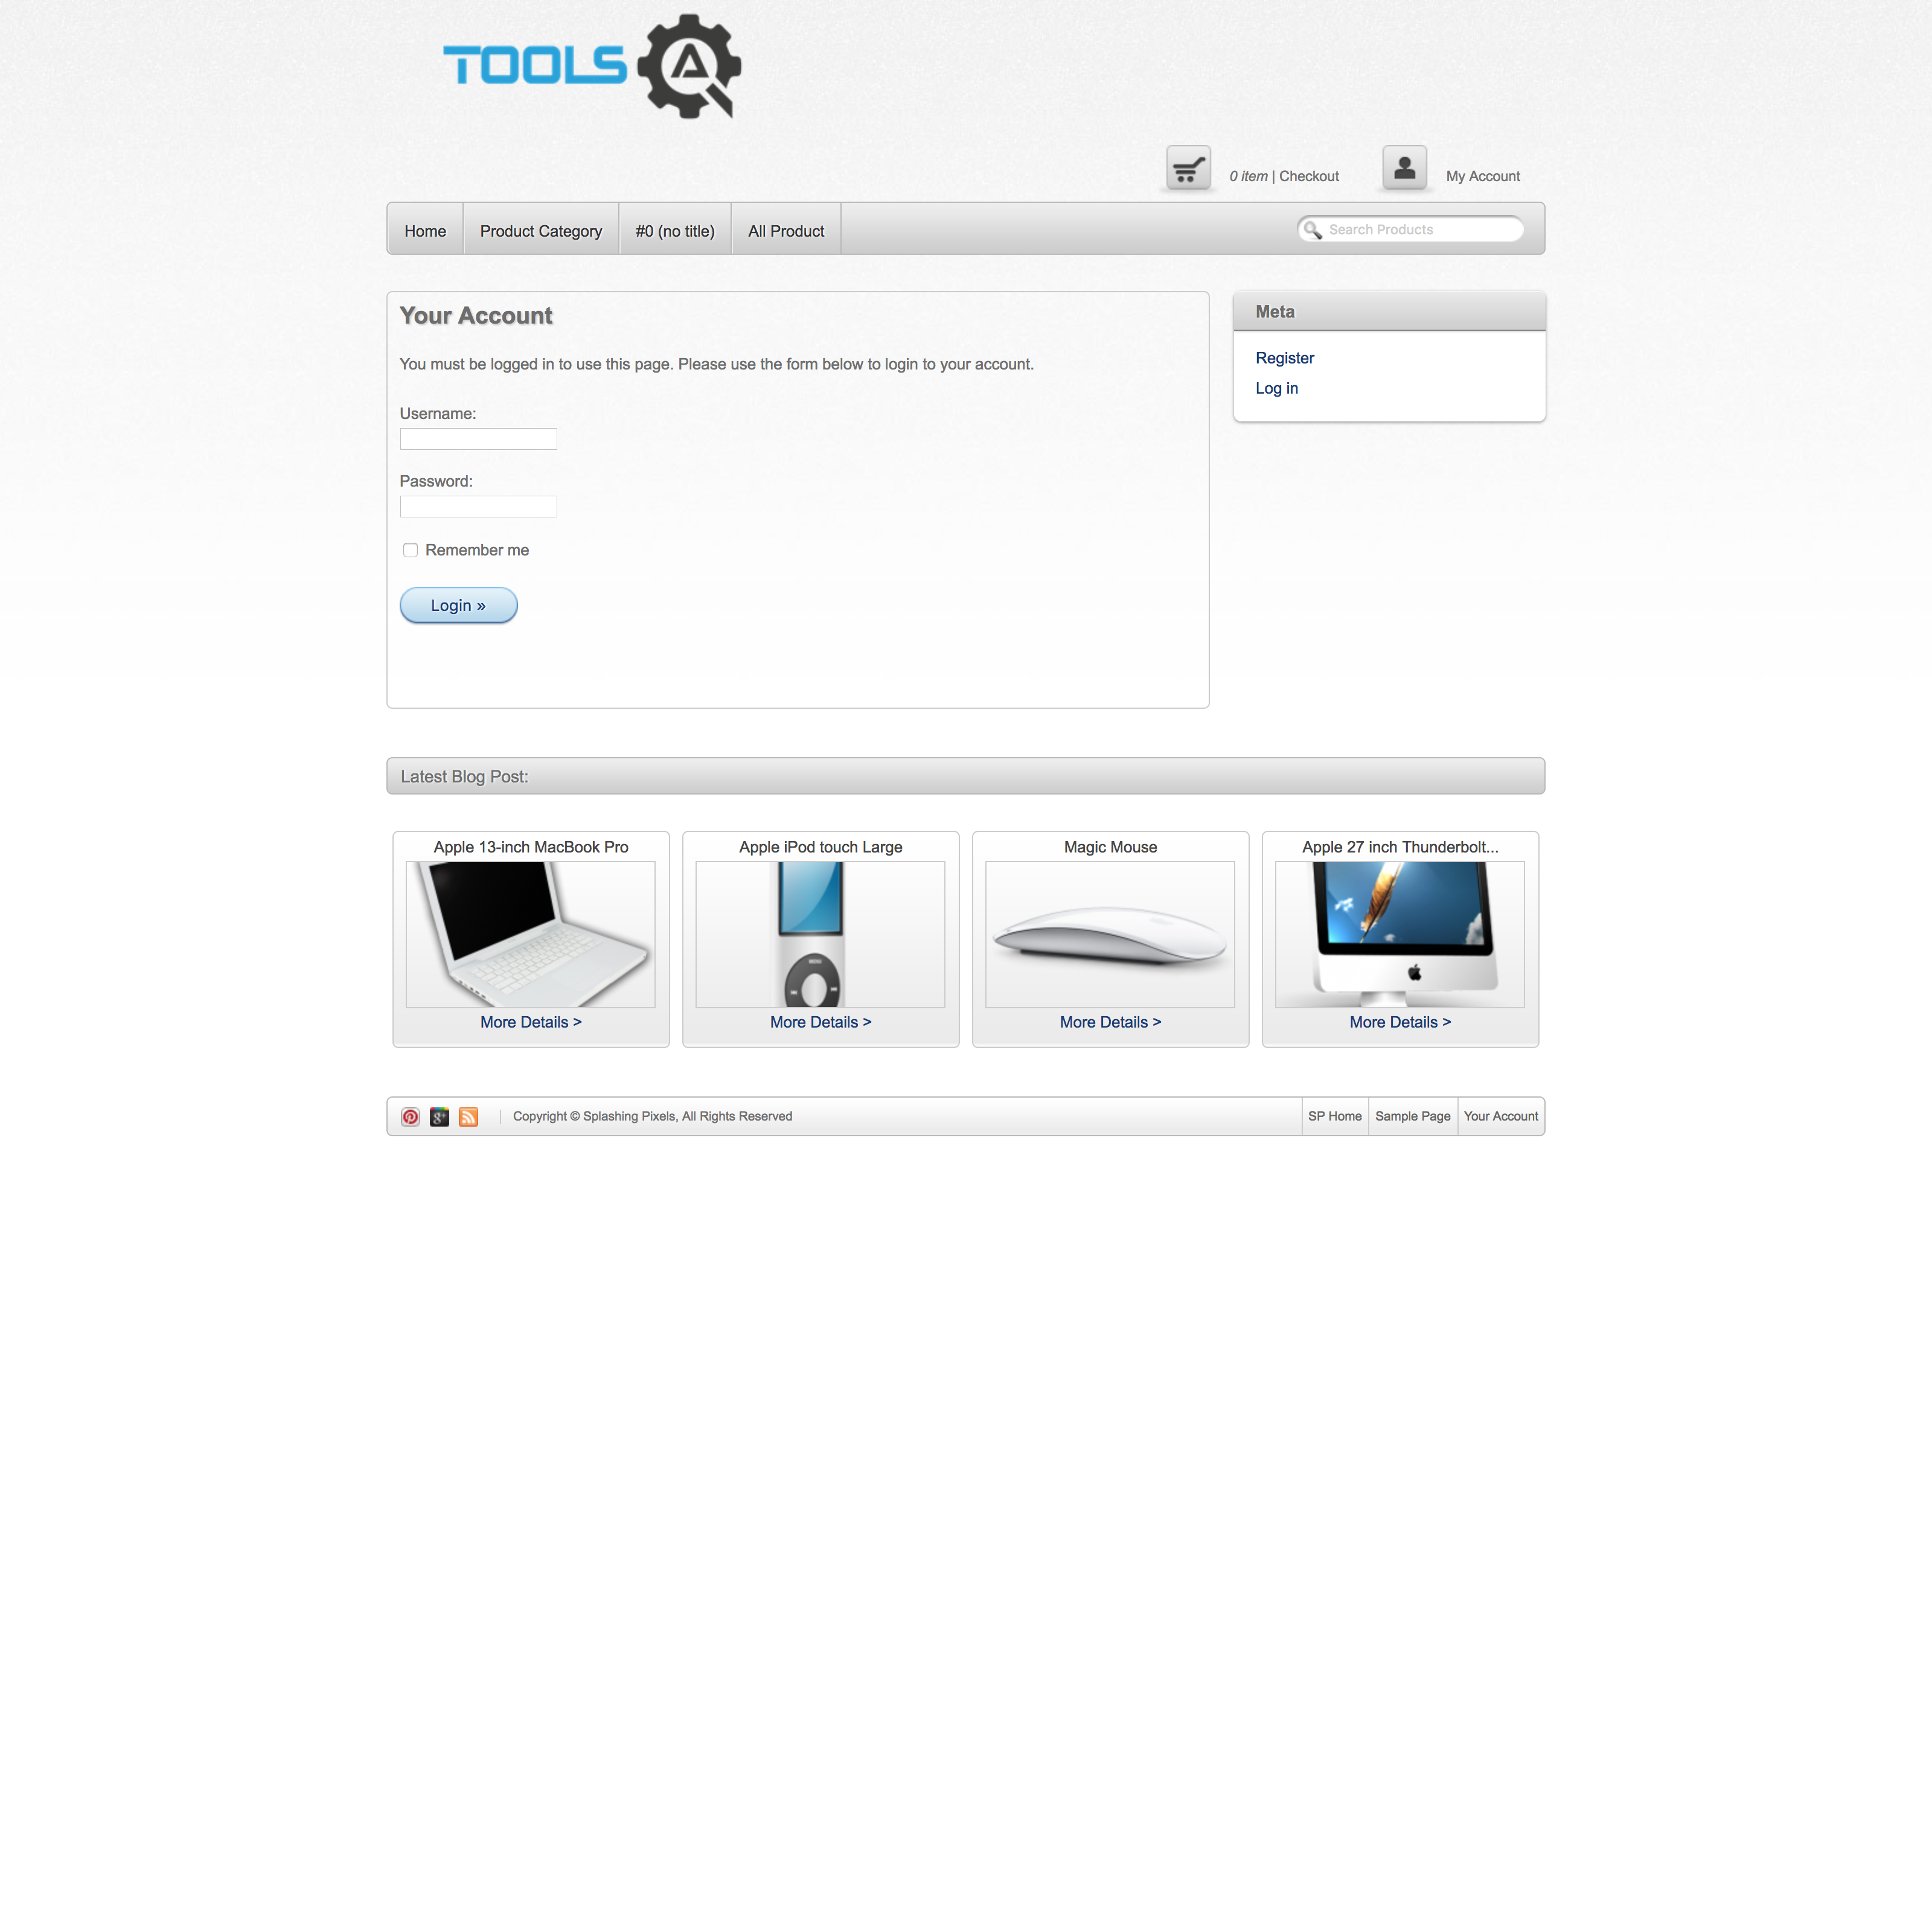 TOOLS QA
0 item | Checkout
My Account
Home
Product Category
#0 (no title)
All Product
Search Products
Your Account
You must be logged in to use this page. Please use the form below to login to your account.
Username:
Password:
Remember me
Login »
Meta
Register
Log in
Latest Blog Post:
Apple 13-inch MacBook Pro
More Details >
Apple iPod touch Large
MENU
More Details >
Magic Mouse
More Details >
Apple 27 inch Thunderbolt...
More Details >
g+
Copyright © Splashing Pixels, All Rights Reserved
SP Home
Sample Page
Your Account